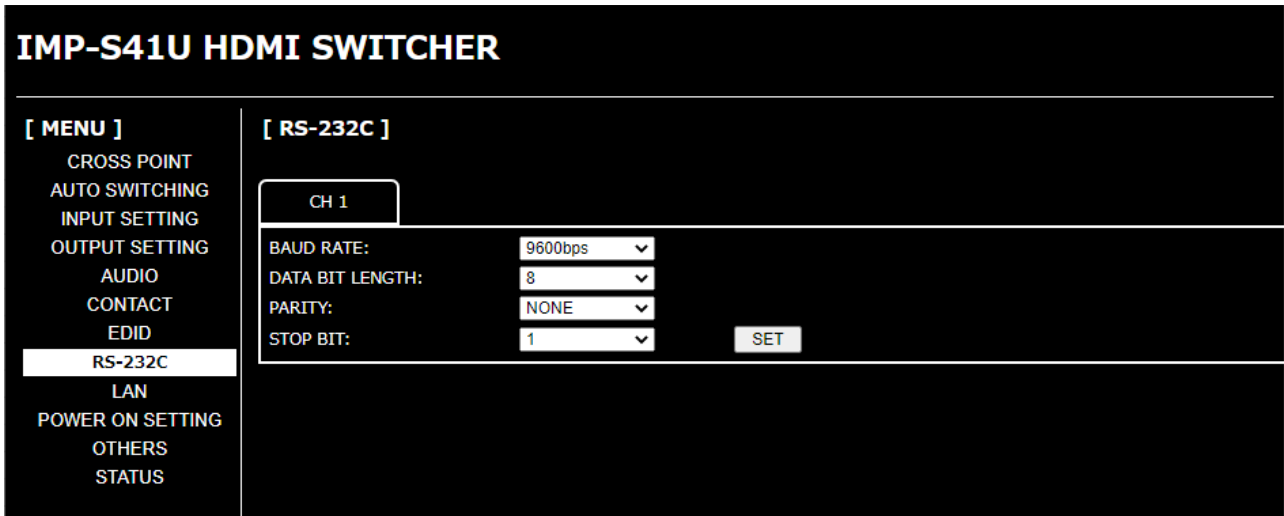 IMP-S41U HDMI SWITCHER
[ MENU ]
CROSS POINT
AUTO SWITCHING
INPUT SETTING
OUTPUT SETTING
AUDIO
CONTACT
EDID
RS-232C
LAN
POWER ON SETTING
OTHERS
STATUS
[ RS-232C ]
CH 1
BAUD RATE: 9600bps
DATA BIT LENGTH: 8
PARITY: NONE
STOP BIT: 1 SET